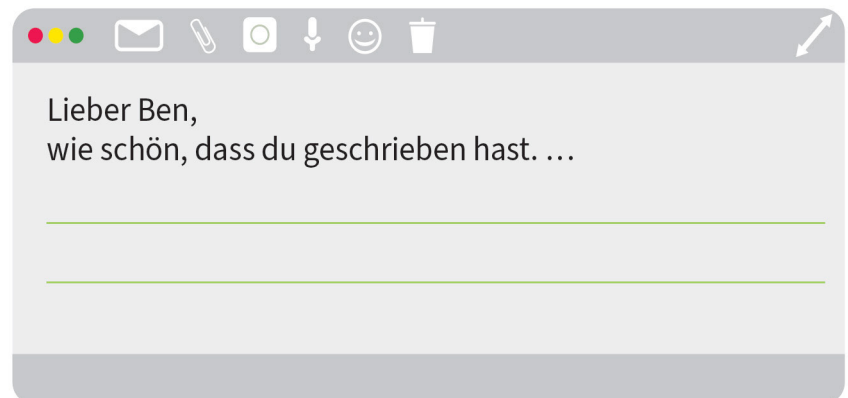 Lieber Ben,
wie schön, dass du geschrieben hast. …